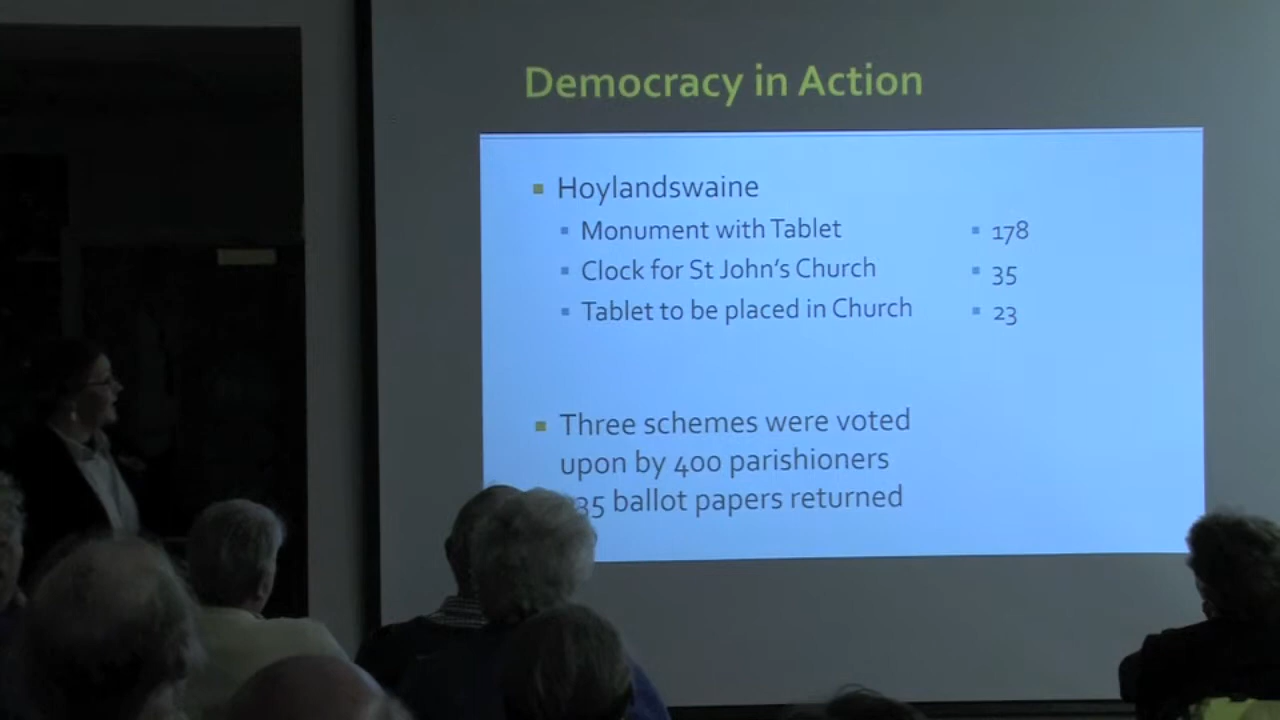 Democracy in Action
Hoylandswaine
Monument with Tablet 178
Clock for St John's Church 35
Tablet to be placed in Church 23
Three schemes were voted
upon by 400 parishioners
35 ballot papers returned